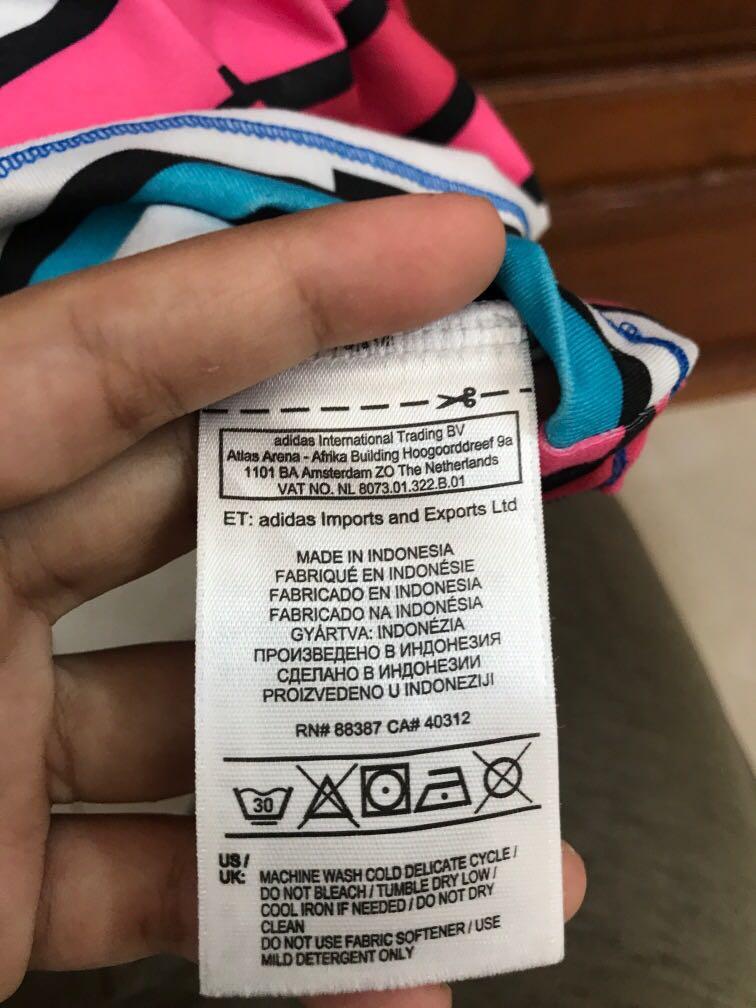 adidas International Trading BV
Atlas Arena - Afrika Building Hoogoorddreef 9a
1101 BA Amsterdam ZO The Netherlands
VAT NO. NL 8073.01.322.B.01
ET: adidas Imports and Exports Ltd
MADE IN INDONESIA
FABRIQUÉ EN INDONÉSIE
FABRICADO EN INDONESIA
FABRICADO NA INDONÉSIA
GYÁRTVA: INDONÉZIA
ПРОИЗВЕДЕНО В ИНДОНЕЗИЯ
СДЕЛАНО В ИНДОНЕЗИИ
PROIZVEDENO U INDONEZIJI
RN# 88387 CA# 40312
30
US/
UK: MACHINE WASH COLD DELICATE CYCLE /
DO NOT BLEACH / TUMBLE DRY LOW /
COOL IRON IF NEEDED / DO NOT DRY
CLEAN
DO NOT USE FABRIC SOFTENER / USE
MILD DETERGENT ONLY